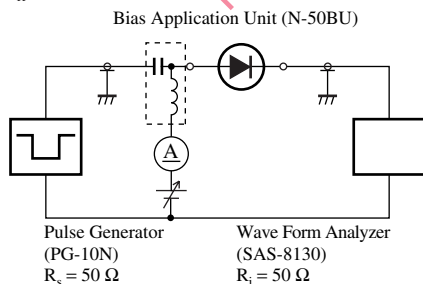 Bias Application Unit (N-50BU)
A
Pulse Generator
(PG-10N)
Rs = 50 Ω
Wave Form Analyzer
(SAS-8130)
Ri = 50 Ω